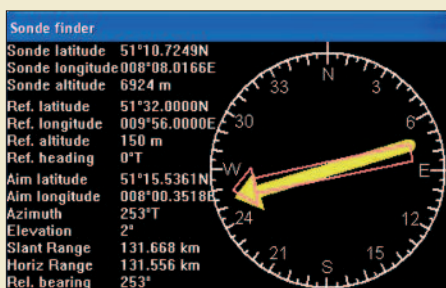 Sonde finder
Sonde latitude 51°10.7249N
Sonde longitude 008°08.0166E
Sonde altitude 6924 m
Ref. latitude 51°32.0000N
Ref. longitude 009°56.0000E
Ref. altitude 150 m
Ref. heading 0°T
Aim latitude 51°15.5361N
Aim longitude 008°00.3518E
Azimuth 253°T
Elevation 2°
Slant Range 131.668 km
Horiz Range 131.556 km
Rel. bearing 253°
N
3
6
E
12
15
S
21
24
W
30
33